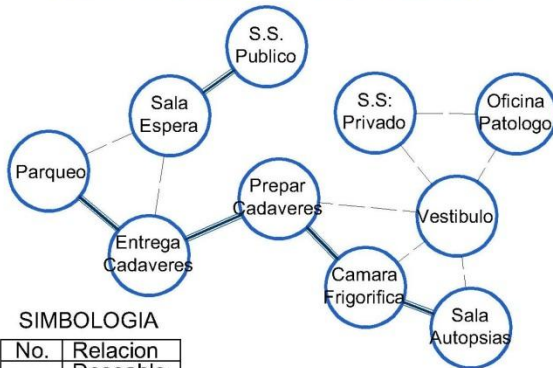 S.S.
Publico
Sala
Espera
S.S:
Privado
Oficina
Patologo
Parqueo
Prepar
Cadaveres
Vestibulo
Entrega
Cadaveres
Camara
Frigorifica
Sala
Autopsias
SIMBOLOGIA
No. Relacion
Deseable